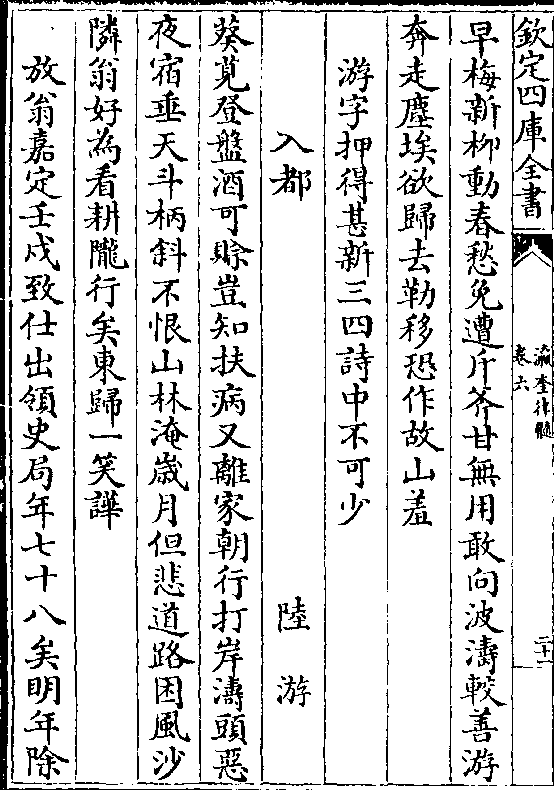 欽定四庫全書
瀛奎律髓
卷六
二十一
早梅新柳動春愁免遭斤斧甘無用敢向波濤較善游
奔走塵埃欲歸去勒移恐作故山羞
游字押得甚新三四詩中不可少
入都
陸游
葵莧登盤酒可賒豈知扶病又離家朝行打岸濤頭惡
夜宿垂天斗柄斜不恨山林淹歳月但悲道路困風沙
隣翁好為看耕隴行矣東歸一笑譁
放翁嘉定壬戌致仕出領史局年七十八矣明年除